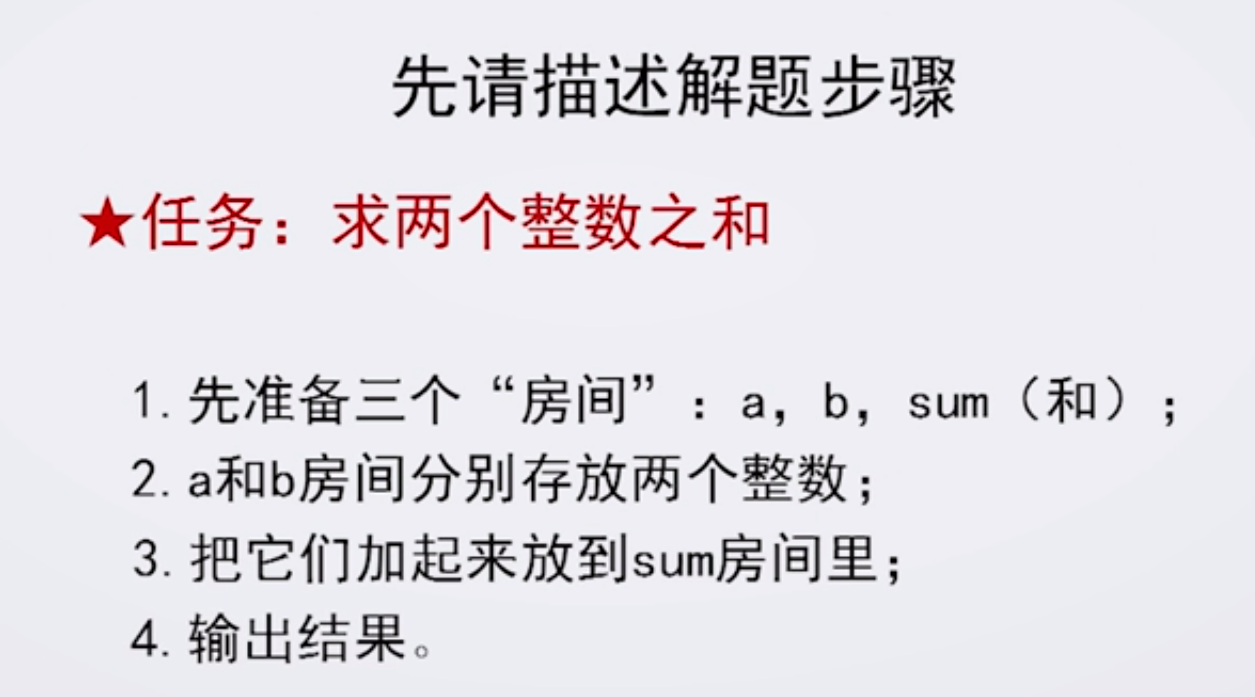 先请描述解题步骤
★任务：求两个整数之和
1.先准备三个“房间”：a，b，sum（和）；
2.a和b房间分别存放两个整数；
3.把它们加起来放到sum房间里；
4.输出结果。